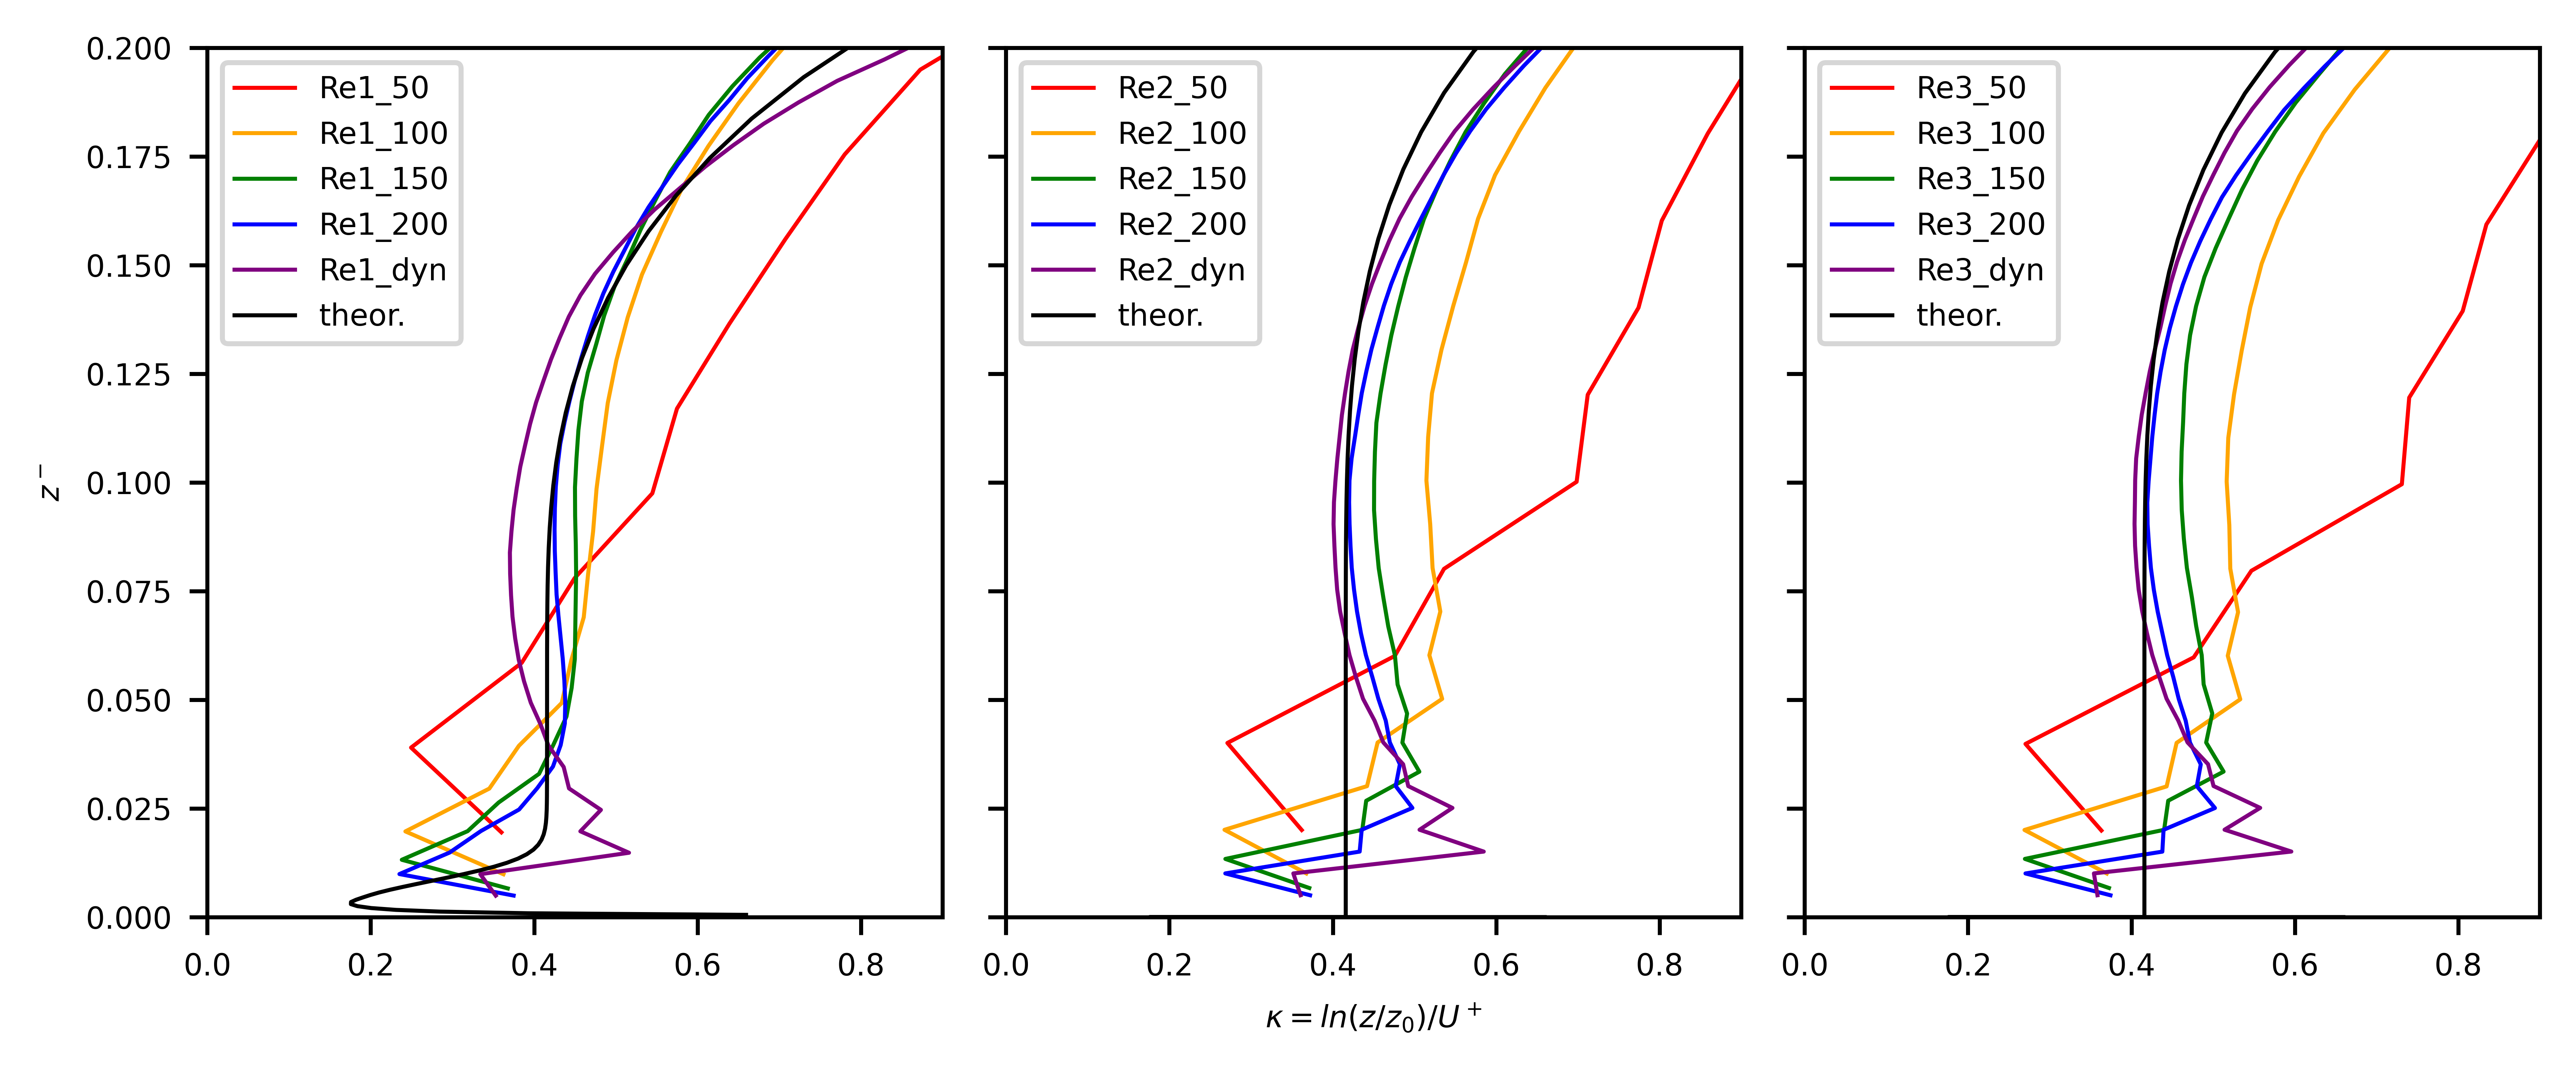 0.200
0.175
0.150
0.125
0.100
0.075
0.050
0.025
0.000
z⁻
Re1_50
Re1_100
Re1_150
Re1_200
Re1_dyn
theor.
0.0 0.2 0.4 0.6 0.8
Re2_50
Re2_100
Re2_150
Re2_200
Re2_dyn
theor.
0.0 0.2 0.4 0.6 0.8
Re3_50
Re3_100
Re3_150
Re3_200
Re3_dyn
theor.
0.0 0.2 0.4 0.6 0.8
κ = ln(z/z₀)/U⁺